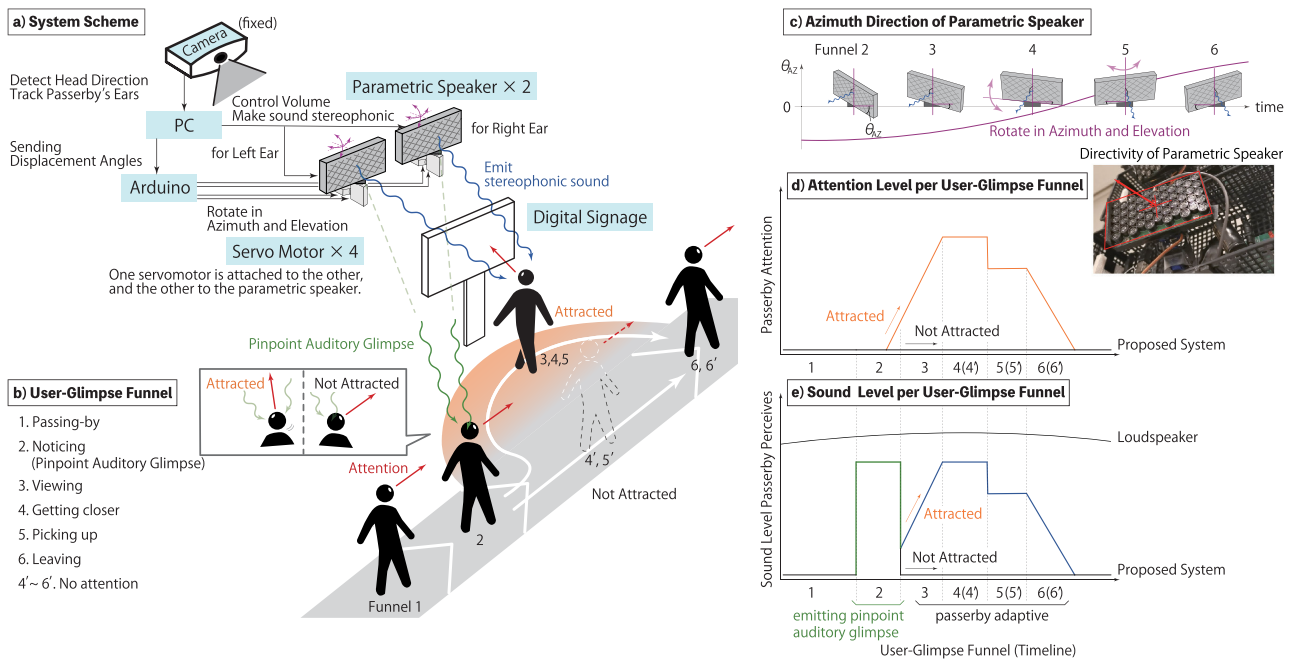 a) System Scheme
Camera
(fixed)
Detect Head Direction
Track Passerby's Ears
PC
Control Volume
Make sound stereophonic
Parametric Speaker × 2
for Right Ear
for Left Ear
Sending
Displacement Angles
Arduino
Rotate in
Azimuth and Elevation
Servo Motor × 4
One servomotor is attached to the other,
and the other to the parametric speaker.
Emit
stereophonic sound
Digital Signage
Pinpoint Auditory Glimpse
Attracted
3,4,5
6, 6′
4′, 5′
Not Attracted
Attention
2
Funnel 1
b) User-Glimpse Funnel
Attracted
Not Attracted
1. Passing-by
2. Noticing
(Pinpoint Auditory Glimpse)
3. Viewing
4. Getting closer
5. Picking up
6. Leaving
4′~ 6′. No attention
c) Azimuth Direction of Parametric Speaker
Funnel 2
3
4
5
6
θAZ
0
θAZ
time
Rotate in Azimuth and Elevation
Directivity of Parametric Speaker
d) Attention Level per User-Glimpse Funnel
Passerby Attention
Attracted
Not Attracted
Proposed System
1
2
3
4(4′)
5(5′)
6(6′)
e) Sound Level per User-Glimpse Funnel
Sound Level Passerby Perceives
Loudspeaker
Attracted
Not Attracted
Proposed System
1
2
3
4(4′)
5(5′)
6(6′)
emitting pinpoint
auditory glimpse
passerby adaptive
User-Glimpse Funnel (Timeline)